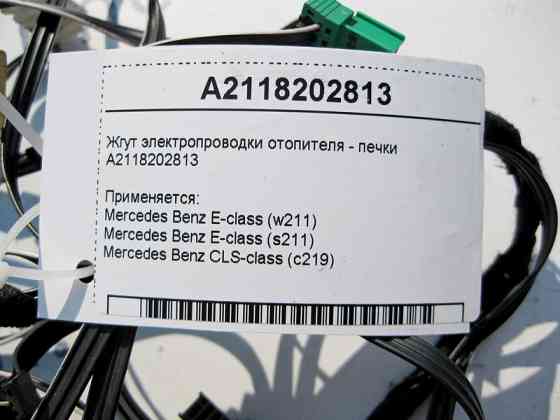 A2118202813
Жгут электропроводки отопителя - печки
A2118202813
Применяется:
Mercedes Benz E-class (w211)
Mercedes Benz E-class (s211)
Mercedes Benz CLS-class (c219)